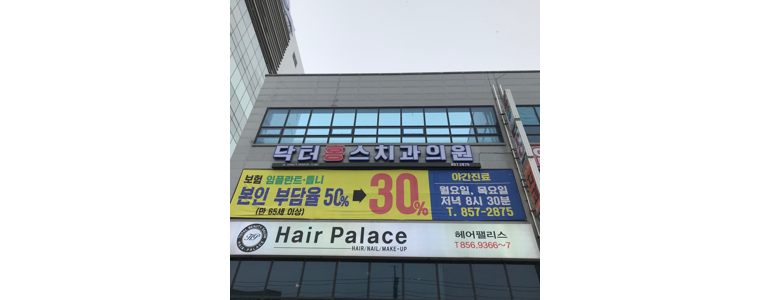 닥터홍스치과의원
857.2875
보험 임플란트·틀니
본인 부담율 50% → 30%
(만 65세 이상)
야간진료
월요일, 목요일
저녁 8시 30분
T. 857-2875
Hair Palace
HAIR/NAIL/MAKE-UP
헤어팰리스
T 856.9366~7